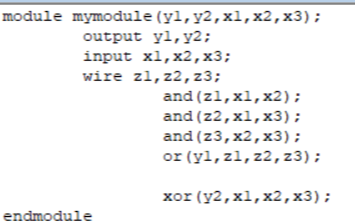 module mymodule(y1,y2,x1,x2,x3);
output y1,y2;
input x1,x2,x3;
wire z1,z2,z3;
and(z1,x1,x2);
and(z2,x1,x3);
and(z3,x2,x3);
or(y1,z1,z2,z3);
xor(y2,x1,x2,x3);
endmodule